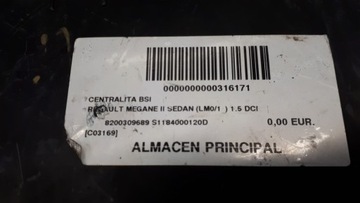 0000000000316171
CENTRALITA BSI
RENAULT MEGANE II SEDAN (LM0/1_) 1.5 DCI
8200309689 S118400120D
0,00 EUR.
[C03169]
ALMACEN PRINCIPAL